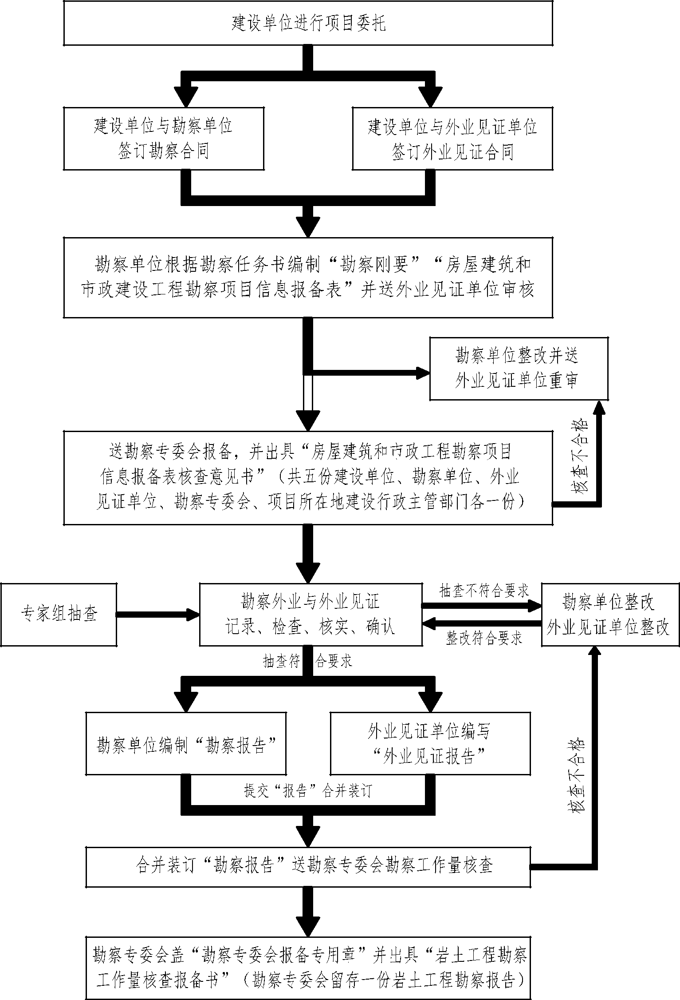 建设单位进行项目委托
建设单位与勘察单位
签订勘察合同
建设单位与外业见证单位
签订外业见证合同
勘察单位根据勘察任务书编制“勘察刚要”“房屋建筑和
市政建设工程勘察项目信息报备表”并送外业见证单位审核
勘察单位整改并送
外业见证单位重审
核查不合格
送勘察专委会报备，并出具“房屋建筑和市政工程勘察项目
信息报备表核查意见书”（共五份建设单位、勘察单位、外业
见证单位、勘察专委会、项目所在地建设行政主管部门各一份）
专家组抽查
勘察外业与外业见证
记录、检查、核实、确认
抽查不符合要求
整改符合要求
勘察单位整改
外业见证单位整改
抽查符合要求
勘察单位编制“勘察报告”
外业见证单位编写
“外业见证报告”
核查不合格
提交“报告”合并装订
合并装订“勘察报告”送勘察专委会勘察工作量核查
勘察专委会盖“勘察专委会报备专用章”并出具“岩土工程勘察
工作量核查报备书”（勘察专委会留存一份岩土工程勘察报告）